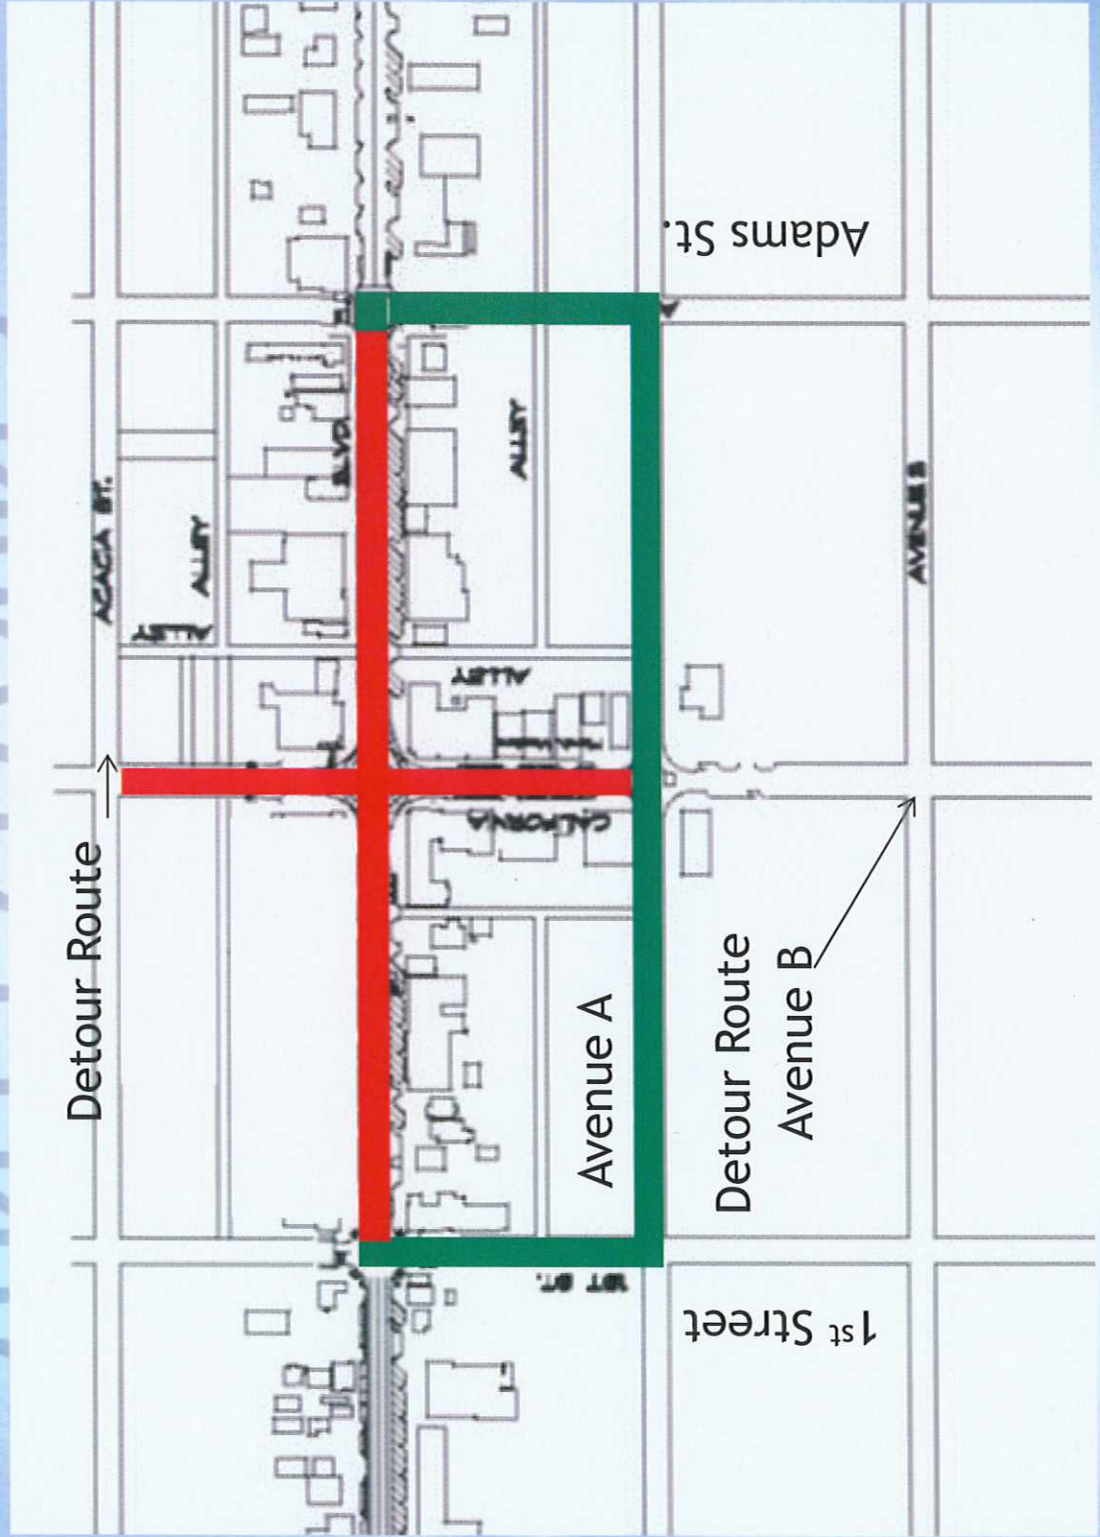 Detour Route
ACACIA ST.
ALLEY
BLVD.
ALLEY
ALLEY
CALIFORNIA
Avenue A
1ST ST.
Adams St.
AVENUE B
Detour Route
Avenue B
1st Street